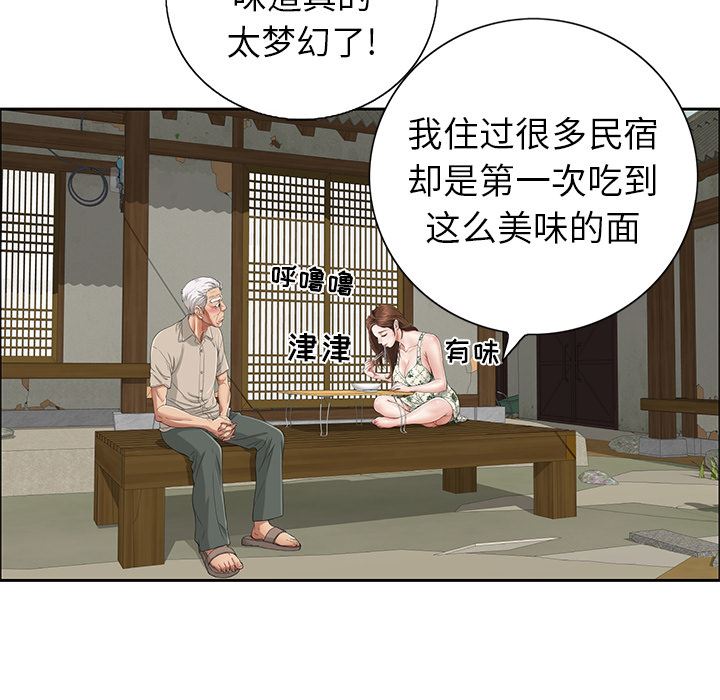 味道真的
太梦幻了!
我住过很多民宿
却是第一次吃到
这么美味的面
呼噜噜
津津
有味